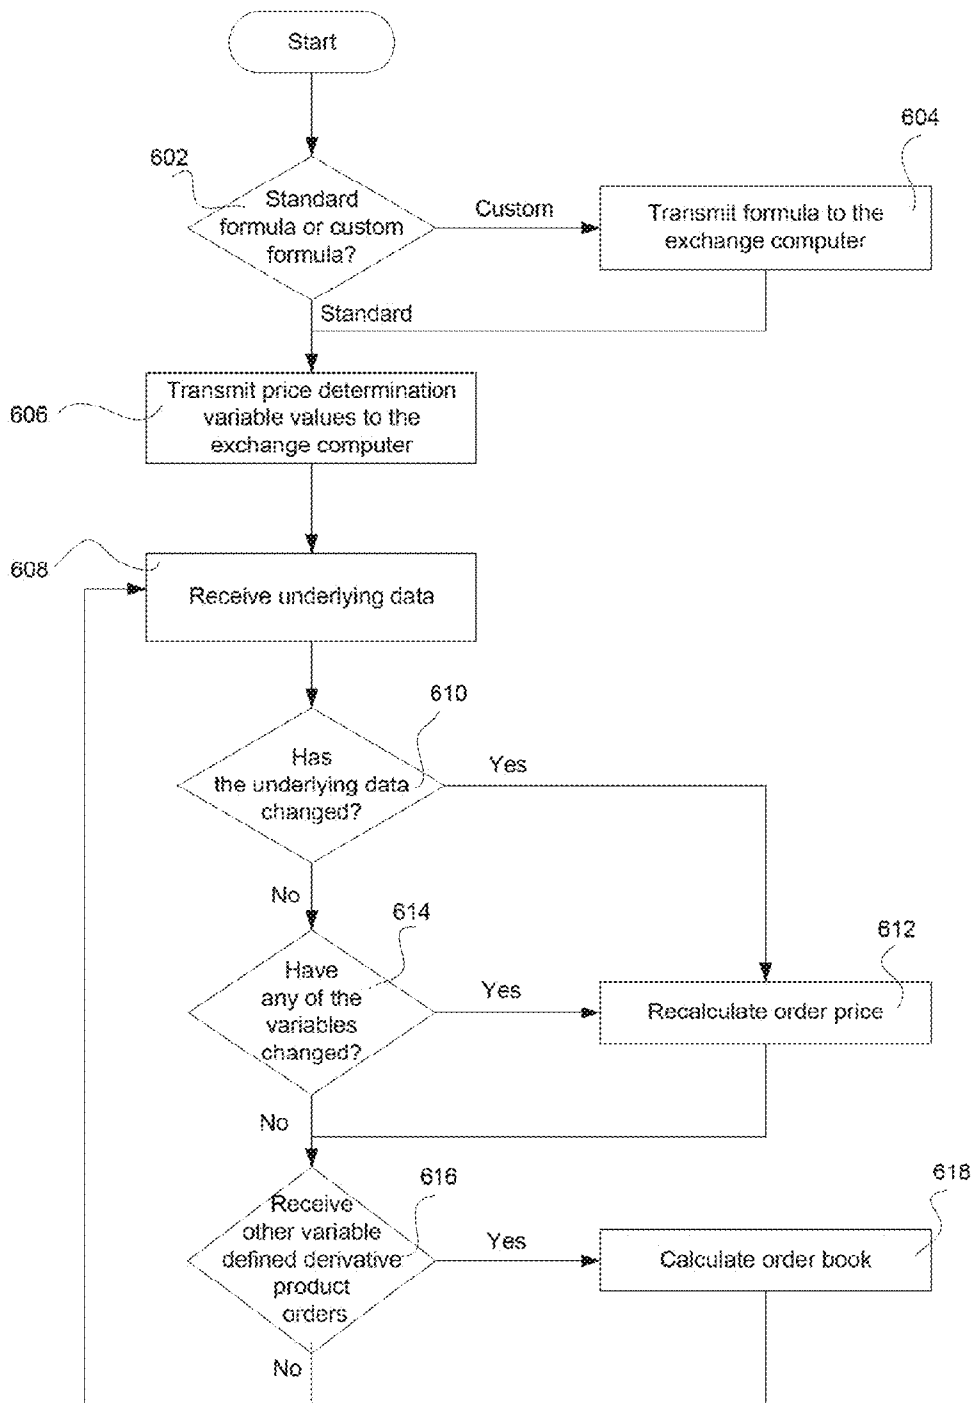 Start
602
Standard
formula or custom
formula?
Custom
604
Transmit formula to the
exchange computer
Standard
606
Transmit price determination
variable values to the
exchange computer
608
Receive underlying data
610
Has
the underlying data
changed?
Yes
No
614
Have
any of the
variables
changed?
Yes
612
Recalculate order price
No
616
Receive
other variable
defined derivative
product
orders
Yes
618
Calculate order book
No